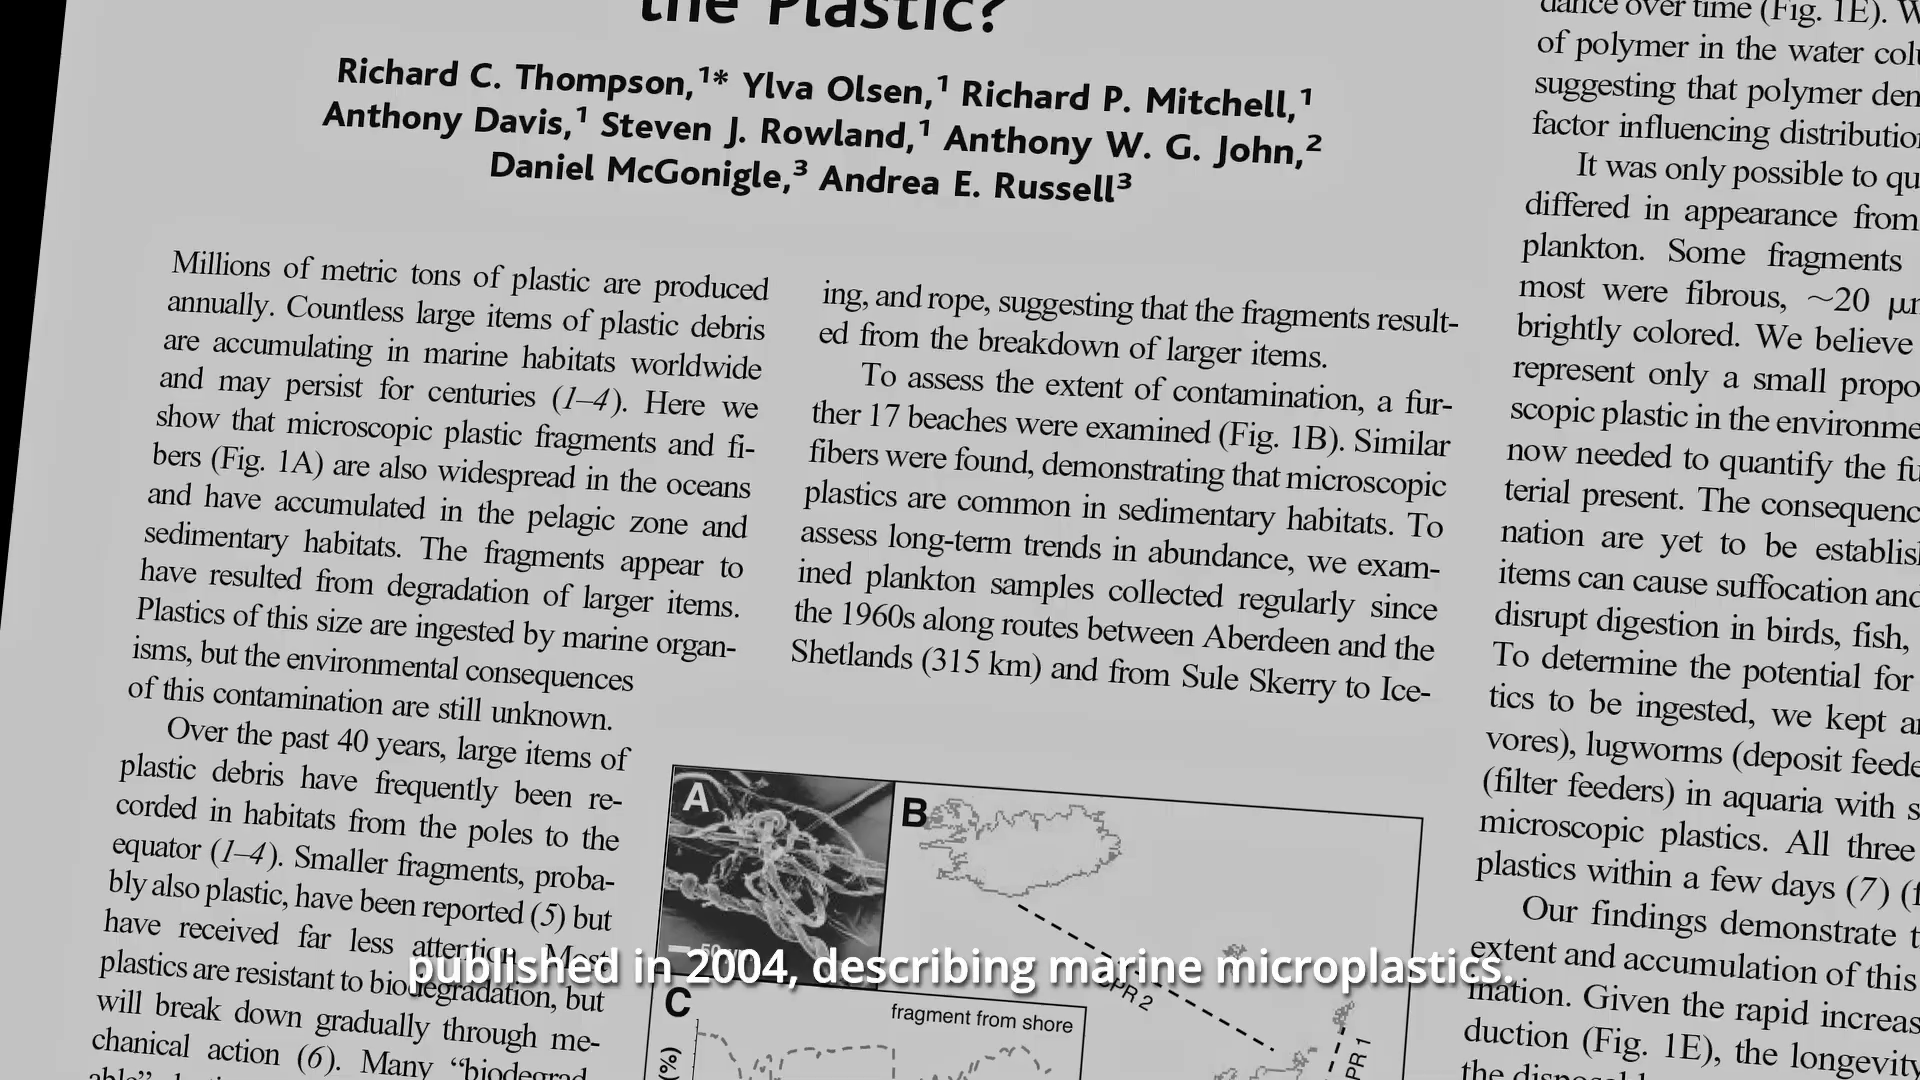 the Plastic?
Richard C. Thompson,¹* Ylva Olsen,¹ Richard P. Mitchell,¹
Anthony Davis,¹ Steven J. Rowland,¹ Anthony W. G. John,²
Daniel McGonigle,³ Andrea E. Russell³
Millions of metric tons of plastic are produced
annually. Countless large items of plastic debris
are accumulating in marine habitats worldwide
and may persist for centuries (1–4). Here we
show that microscopic plastic fragments and fi-
bers (Fig. 1A) are also widespread in the oceans
and have accumulated in the pelagic zone and
sedimentary habitats. The fragments appear to
have resulted from degradation of larger items.
Plastics of this size are ingested by marine organ-
isms, but the environmental consequences
of this contamination are still unknown.
Over the past 40 years, large items of
plastic debris have frequently been re-
corded in habitats from the poles to the
equator (1–4). Smaller fragments, proba-
bly also plastic, have been reported (5) but
have received far less attention. Most
plastics are resistant to biodegradation, but
will break down gradually through me-
chanical action (6). Many “biodegrad-
ing, and rope, suggesting that the fragments result-
ed from the breakdown of larger items.
To assess the extent of contamination, a fur-
ther 17 beaches were examined (Fig. 1B). Similar
fibers were found, demonstrating that microscopic
plastics are common in sedimentary habitats. To
assess long-term trends in abundance, we exam-
ined plankton samples collected regularly since
the 1960s along routes between Aberdeen and the
Shetlands (315 km) and from Sule Skerry to Ice-
A
B
CPR 2
PR 1
C
fragment from shore
(%)
dance over time (Fig. 1E). W
of polymer in the water colu
suggesting that polymer den
factor influencing distribution
It was only possible to qu
differed in appearance from
plankton. Some fragments
most were fibrous, ~20 μm
brightly colored. We believe
represent only a small propo
scopic plastic in the environme
now needed to quantify the fu
terial present. The consequenc
nation are yet to be establish
items can cause suffocation and
disrupt digestion in birds, fish,
To determine the potential for
tics to be ingested, we kept a
vores), lugworms (deposit feede
(filter feeders) in aquaria with s
microscopic plastics. All three
plastics within a few days (7) (f
Our findings demonstrate t
extent and accumulation of this
ination. Given the rapid increas
duction (Fig. 1E), the longevity
published in 2004, describing marine microplastics.